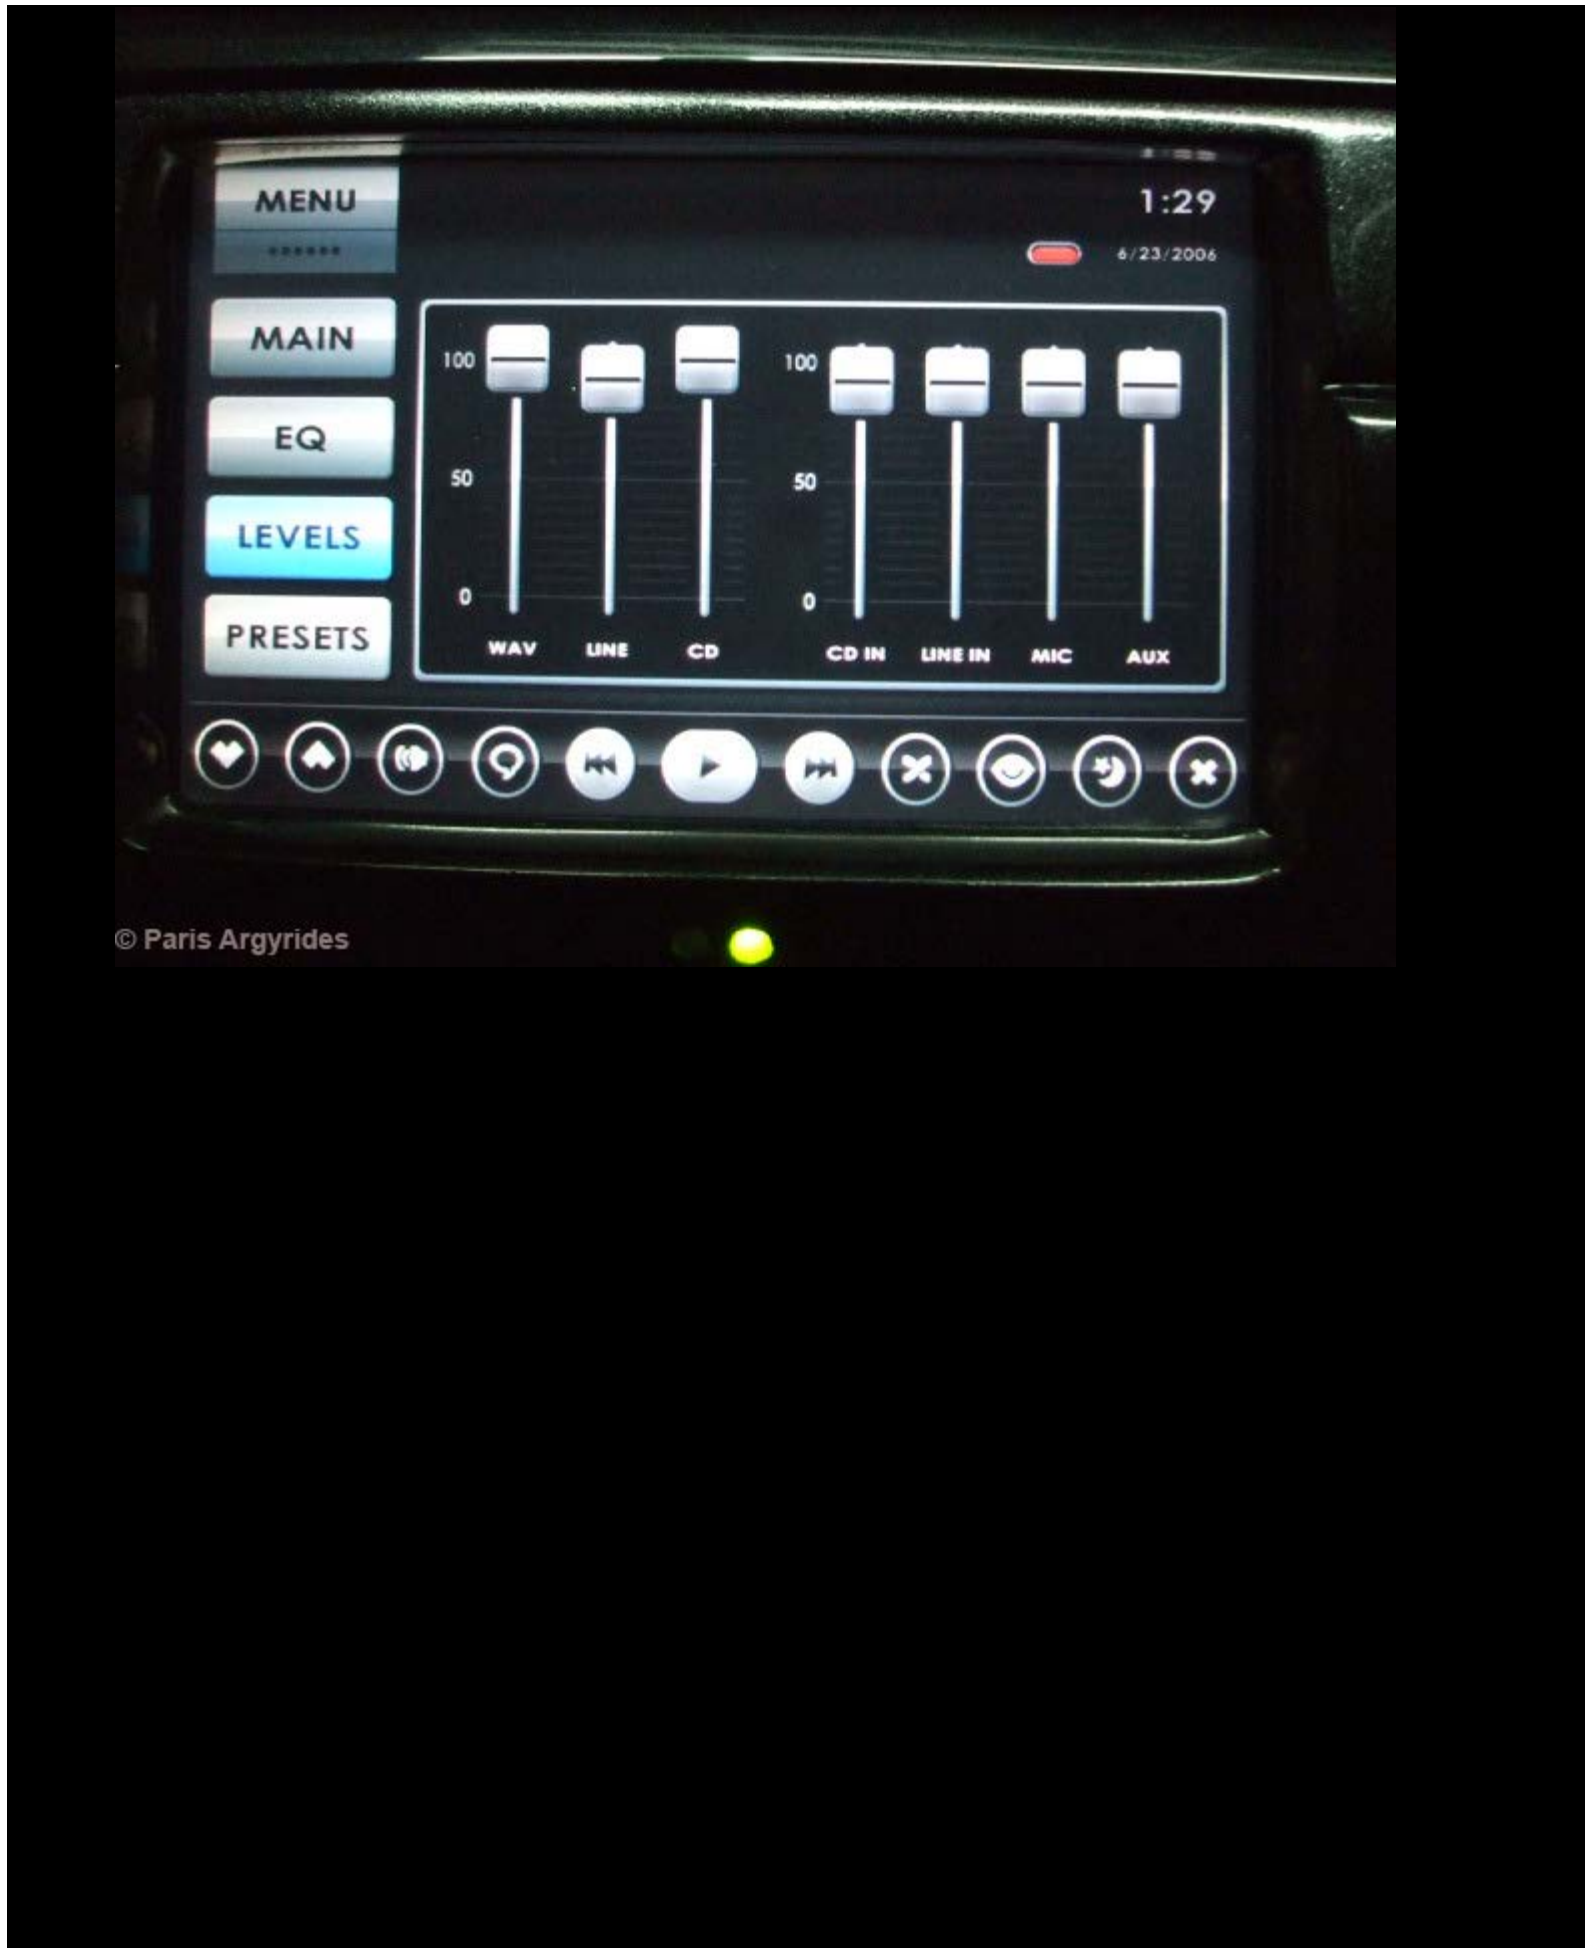 MENU
1:29
6/23/2006
MAIN
EQ
LEVELS
PRESETS
100
50
0
WAV LINE CD
100
50
0
CD IN LINE IN MIC AUX
© Paris Argyrides